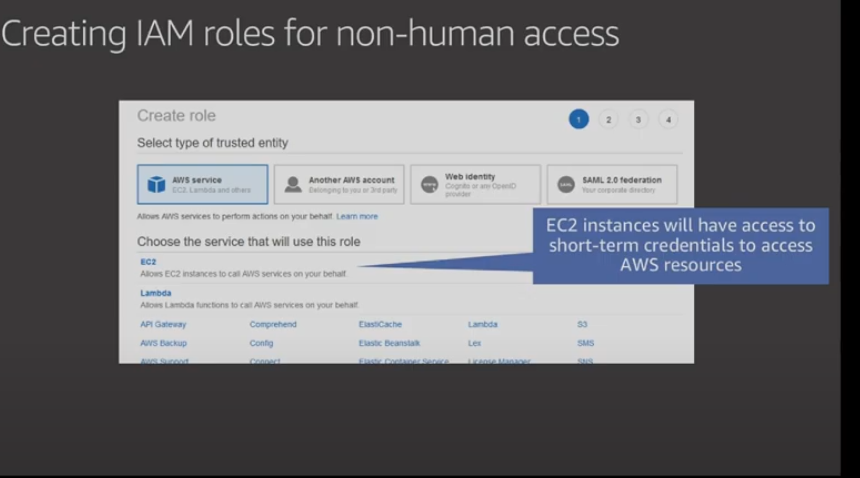 Creating IAM roles for non-human access
Create role
1 2 3 4
Select type of trusted entity
AWS service
EC2, Lambda and others
Another AWS account
Belonging to you or 3rd party
www
Web identity
Cognito or any OpenID
provider
SAML
SAML 2.0 federation
Your corporate directory
Allows AWS services to perform actions on your behalf. Learn more
Choose the service that will use this role
EC2 instances will have access to
short-term credentials to access
AWS resources
EC2
Allows EC2 instances to call AWS services on your behalf.
Lambda
Allows Lambda functions to call AWS services on your behalf.
API Gateway Comprehend ElastiCache Lambda S3
AWS Backup Config Elastic Beanstalk Lex SMS
AWS Support Connect Elastic Container Service License Manager SNS